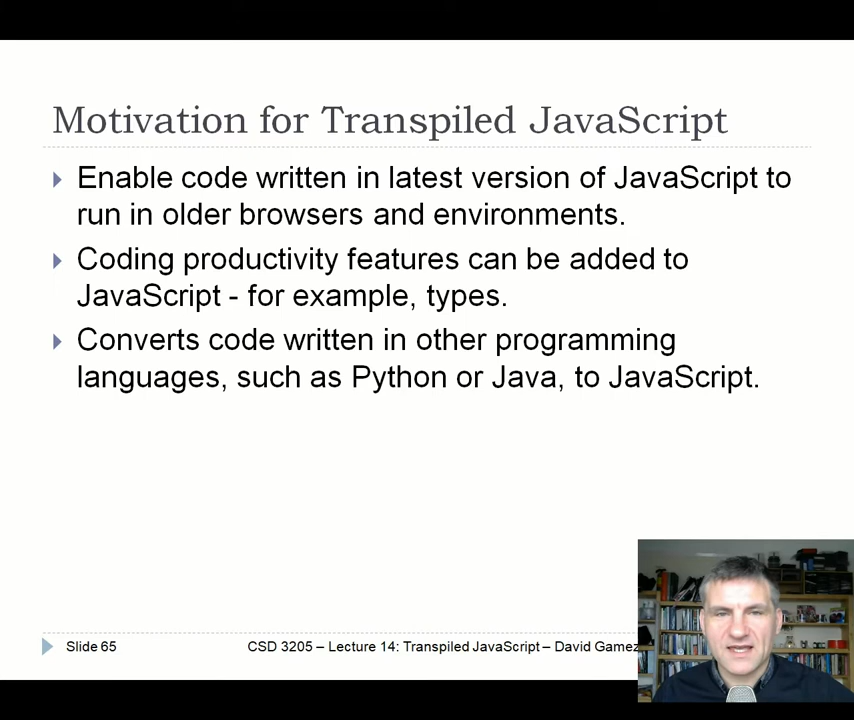 Motivation for Transpiled JavaScript
Enable code written in latest version of JavaScript to
run in older browsers and environments.
Coding productivity features can be added to
JavaScript - for example, types.
Converts code written in other programming
languages, such as Python or Java, to JavaScript.
Slide 65
CSD 3205 – Lecture 14: Transpiled JavaScript – David Gamez